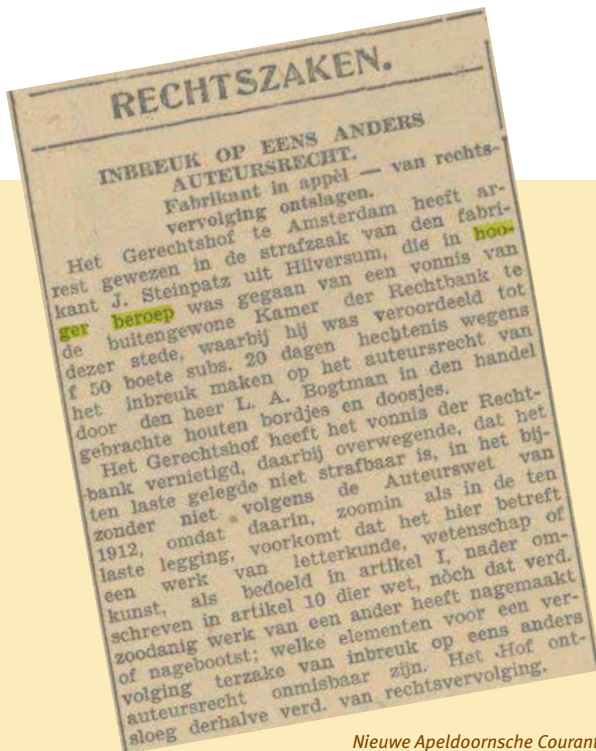 RECHTSZAKEN.
INBREUK OP EENS ANDERS
AUTEURSRECHT.
Fabrikant in appèl — van rechts-
vervolging ontslagen.
Het Gerechtshof te Amsterdam heeft ar-
rest gewezen in de strafzaak van den fabri-
kant J. Steinpatz uit Hilversum, die in hoo-
ger beroep was gegaan van een vonnis van
de buitengewone Kamer der Rechtbank te
dezer stede, waarbij hij was veroordeeld tot
f 50 boete subs. 20 dagen hechtenis wegens
het inbreuk maken op het auteursrecht van
door den heer L. A. Bogtman in den handel
gebrachte houten bordjes en doosjes.
Het Gerechtshof heeft het vonnis der Recht-
bank vernietigd, daarbij overwegende, dat het
ten laste gelegde niet strafbaar is, in het bij-
zonder niet volgens de Auteurswet van
1912, omdat daarin, zoomin als in de ten
laste legging, voorkomt dat het hier betreft
een werk van letterkunde, wetenschap of
kunst, als bedoeld in artikel I, nader om-
schreven in artikel 10 dier wet, nòch dat verd.
zoodanig werk van een ander heeft nagemaakt
of nagebootst; welke elementen voor een ver-
volging terzake van inbreuk op eens anders
auteursrecht onmisbaar zijn. Het Hof ont-
sloeg derhalve verd. van rechtsvervolging.
Nieuwe Apeldoornsche Courant